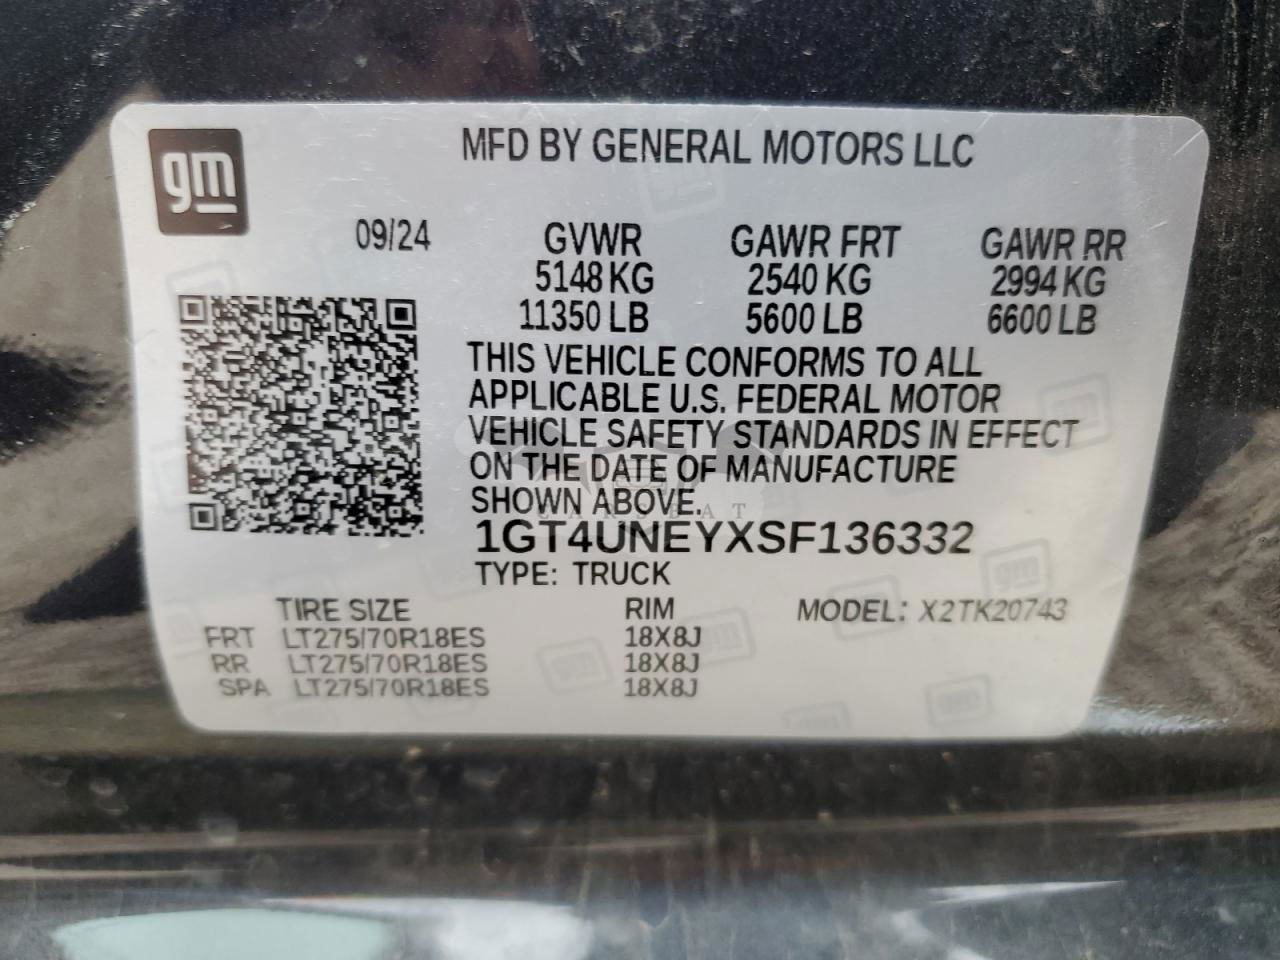 gm
MFD BY GENERAL MOTORS LLC
09/24 GVWR GAWR FRT GAWR RR
5148 KG 2540 KG 2994 KG
11350 LB 5600 LB 6600 LB
THIS VEHICLE CONFORMS TO ALL
APPLICABLE U.S. FEDERAL MOTOR
VEHICLE SAFETY STANDARDS IN EFFECT
ON THE DATE OF MANUFACTURE
SHOWN ABOVE.
CARSBAT
1GT4UNEYXSF136332
TYPE: TRUCK
TIRE SIZE RIM MODEL: X2TK20743
FRT LT275/70R18ES 18X8J
RR LT275/70R18ES 18X8J
SPA LT275/70R18ES 18X8J